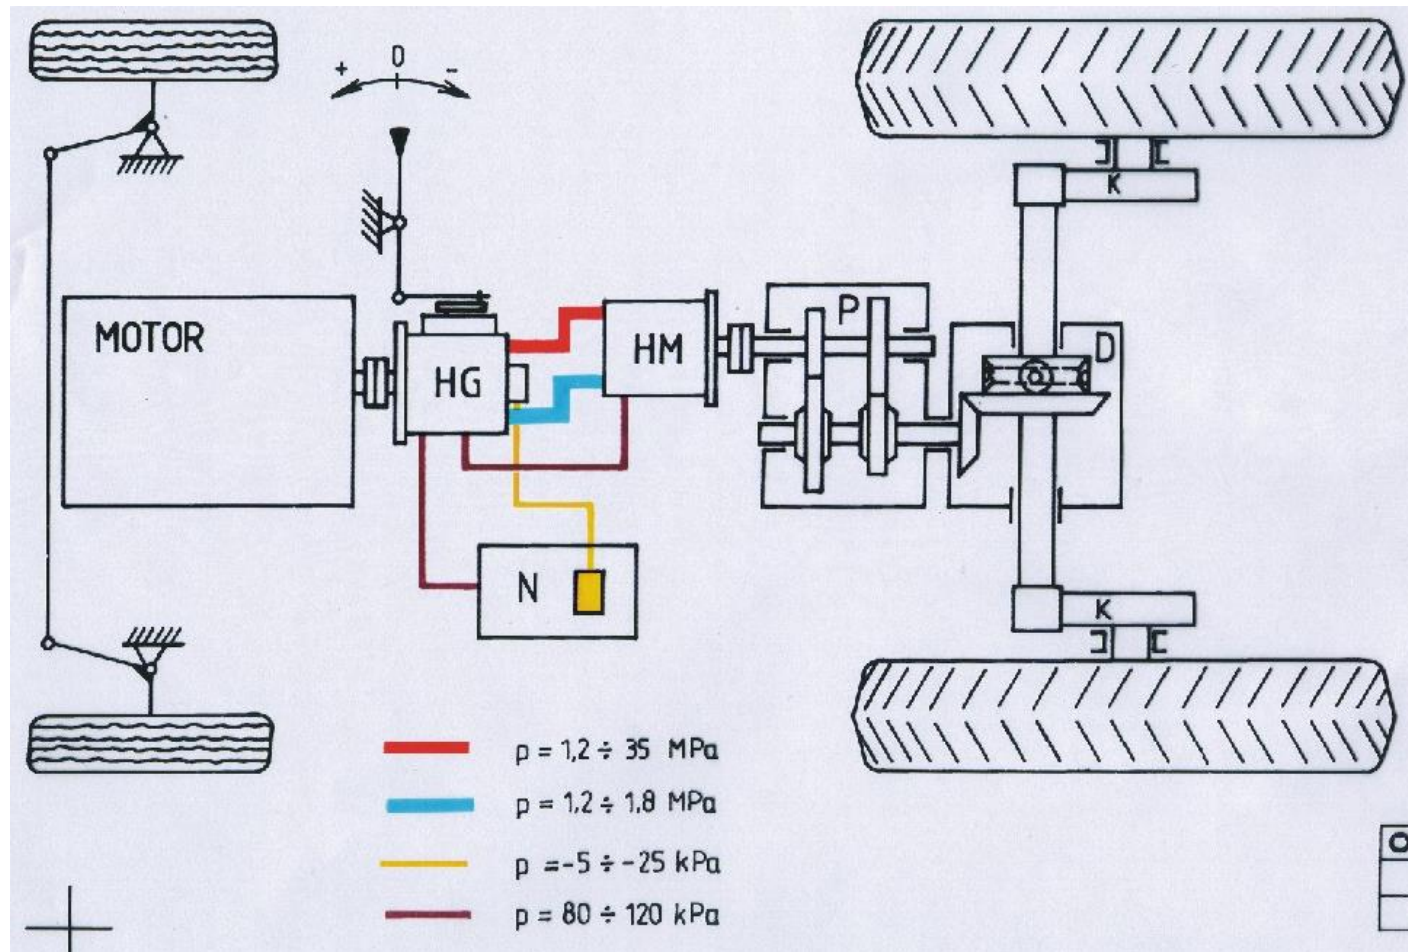 + 0 -
MOTOR
HG
HM
P
D
K
K
N
p = 1,2 ÷ 35 MPa
p = 1,2 ÷ 1,8 MPa
p = -5 ÷ -25 kPa
p = 80 ÷ 120 kPa
O